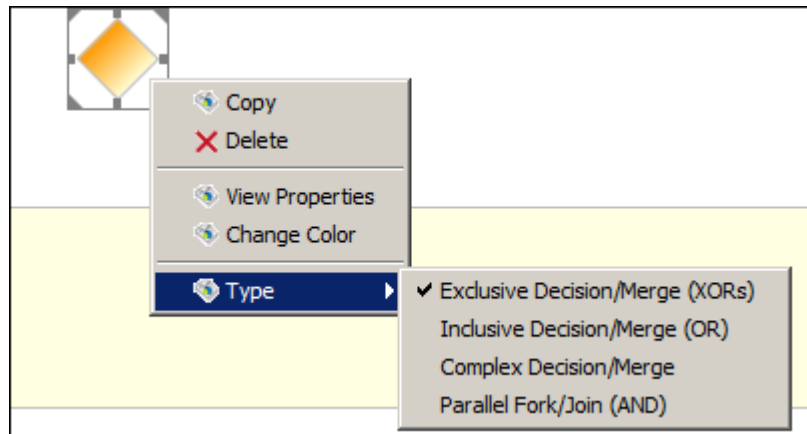 Copy
Delete
View Properties
Change Color
Type
Exclusive Decision/Merge (XORs)
Inclusive Decision/Merge (OR)
Complex Decision/Merge
Parallel Fork/Join (AND)